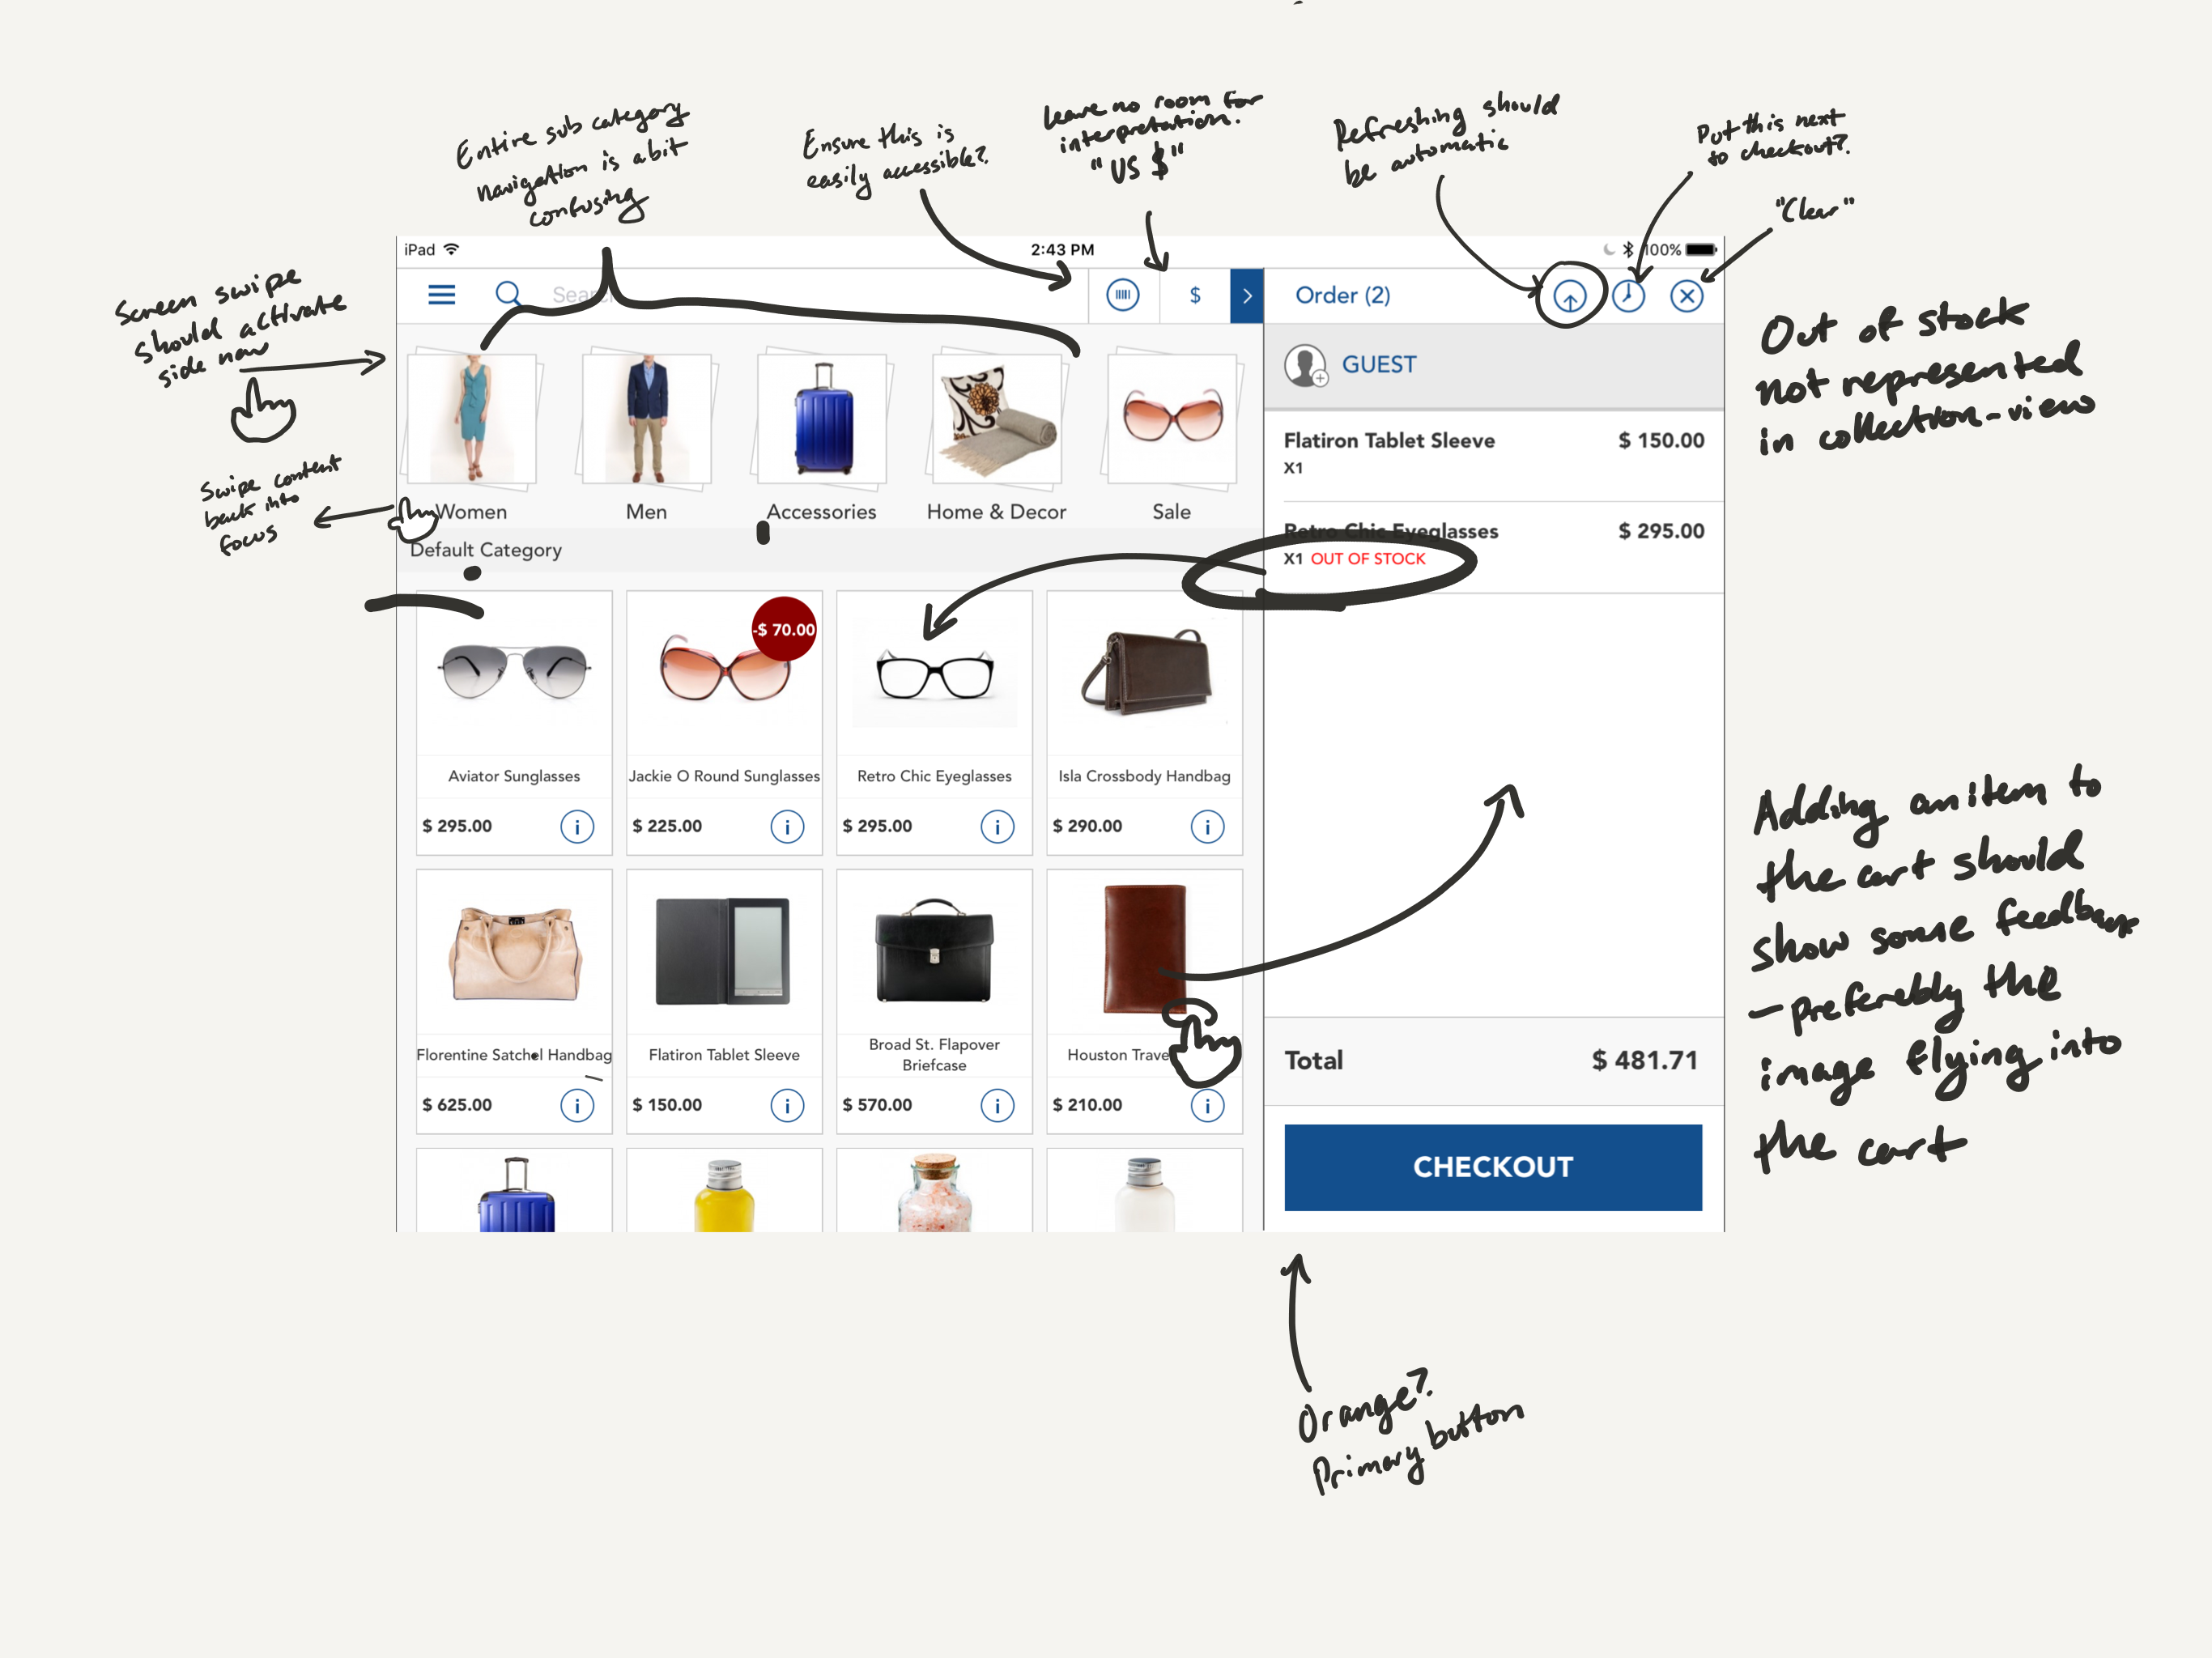 Entire sub category
navigation is a bit
confusing
Ensure this is
easily accessible?
Leave no room for
interpretation.
"US $"
Refreshing should
be automatic
Put this next
to checkout?
"Clear"
Screen swipe
should activate
side nav
Swipe content
back into
focus
iPad
2:43 PM
100%
Search
$
Order (2)
GUEST
Flatiron Tablet Sleeve $ 150.00
X1
Retro Chic Eyeglasses $ 295.00
X1 OUT OF STOCK
Out of stock
not represented
in collection-view
Women
Men
Accessories
Home & Decor
Sale
Default Category
-$ 70.00
Aviator Sunglasses
Jackie O Round Sunglasses
Retro Chic Eyeglasses
Isla Crossbody Handbag
$ 295.00
$ 225.00
$ 295.00
$ 290.00
Florentine Satchel Handbag
Flatiron Tablet Sleeve
Broad St. Flapover
Briefcase
Houston Trave
$ 625.00
$ 150.00
$ 570.00
$ 210.00
Adding an item to
the cart should
show some feedback
- preferebly the
image flying into
the cart
Total $ 481.71
CHECKOUT
Orange?
Primary button